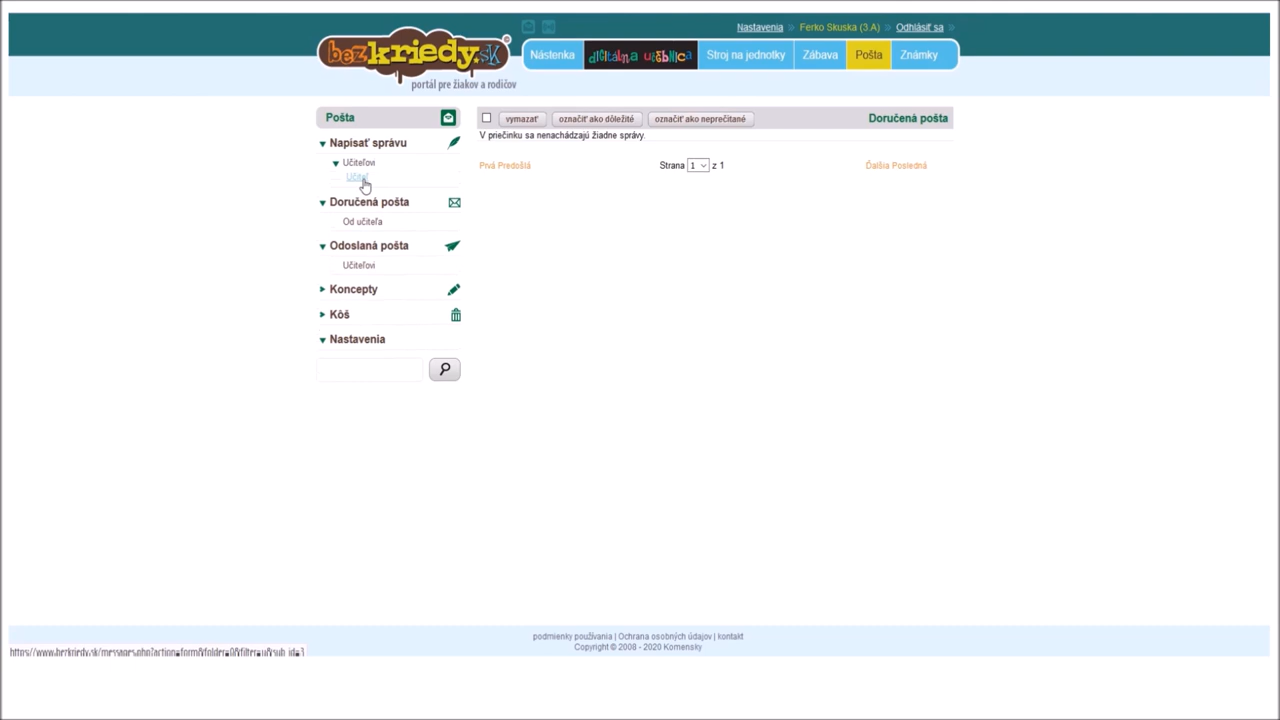 Nastavenia Ferko Skuska (3.A) Odhlásiť sa
bezkriedy.sk
portál pre žiakov a rodičov
Nástenka digitálna učebnica Stroj na jednotky Zábava Pošta Známky
Pošta
vymazať označiť ako dôležité označiť ako neprečítané Doručená pošta
V priečinku sa nenachádzajú žiadne správy.
Napísať správu
Prvá Predošlá Strana 1 z 1 Ďalšia Posledná
Učiteľovi
Učiteľ
Doručená pošta
Od učiteľa
Odoslaná pošta
Učiteľovi
Koncepty
Kôš
Nastavenia
podmienky používania | Ochrana osobných údajov | kontakt
Copyright © 2008 - 2020 Komensky